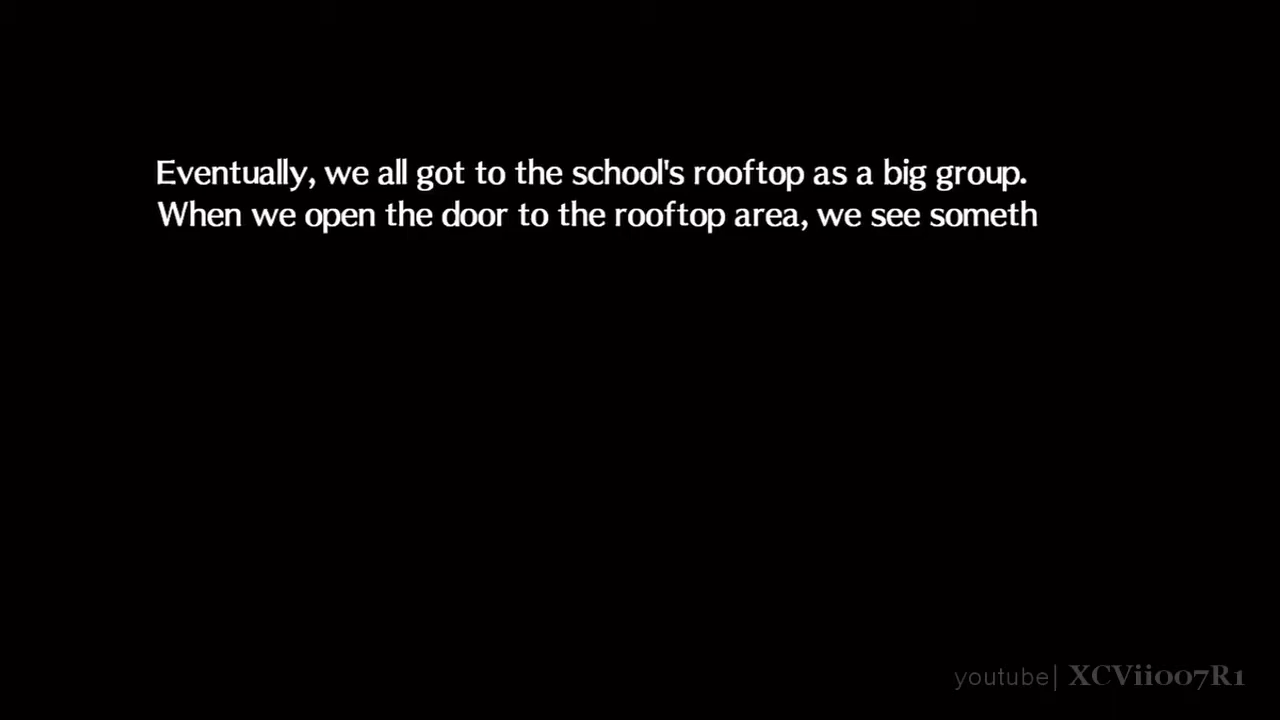 Eventually, we all got to the school's rooftop as a big group.
When we open the door to the rooftop area, we see someth
youtube| XCViii007R1